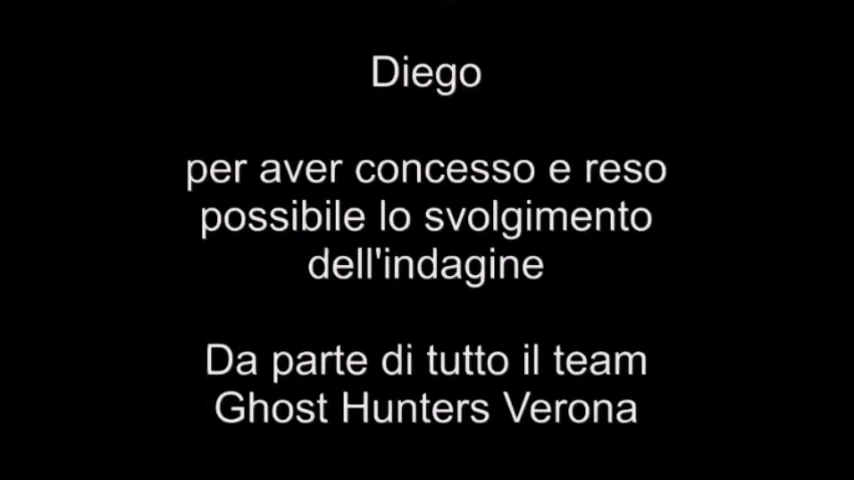 Diego
per aver concesso e reso
possibile lo svolgimento
dell'indagine
Da parte di tutto il team
Ghost Hunters Verona